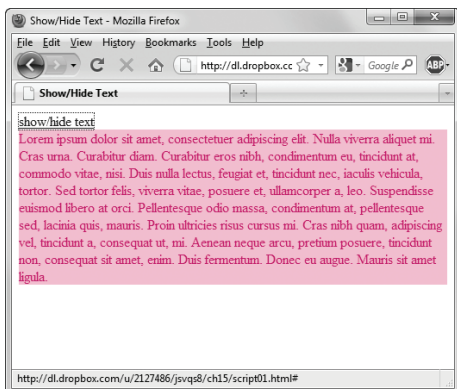 Show/Hide Text - Mozilla Firefox
File Edit View History Bookmarks Tools Help
http://dl.dropbox.cc Google ABP
Show/Hide Text
show/hide text
Lorem ipsum dolor sit amet, consectetuer adipiscing elit. Nulla viverra aliquet mi.
Cras urna. Curabitur diam. Curabitur eros nibh, condimentum eu, tincidunt at,
commodo vitae, nisi. Duis nulla lectus, feugiat et, tincidunt nec, iaculis vehicula,
tortor. Sed tortor felis, viverra vitae, posuere et, ullamcorper a, leo. Suspendisse
euismod libero at orci. Pellentesque odio massa, condimentum at, pellentesque
sed, lacinia quis, mauris. Proin ultricies risus cursus mi. Cras nibh quam, adipiscing
vel, tincidunt a, consequat ut, mi. Aenean neque arcu, pretium posuere, tincidunt
non, consequat sit amet, enim. Duis fermentum. Donec eu augue. Mauris sit amet
ligula.
http://dl.dropbox.com/u/2127486/jsvqs8/ch15/script01.html#